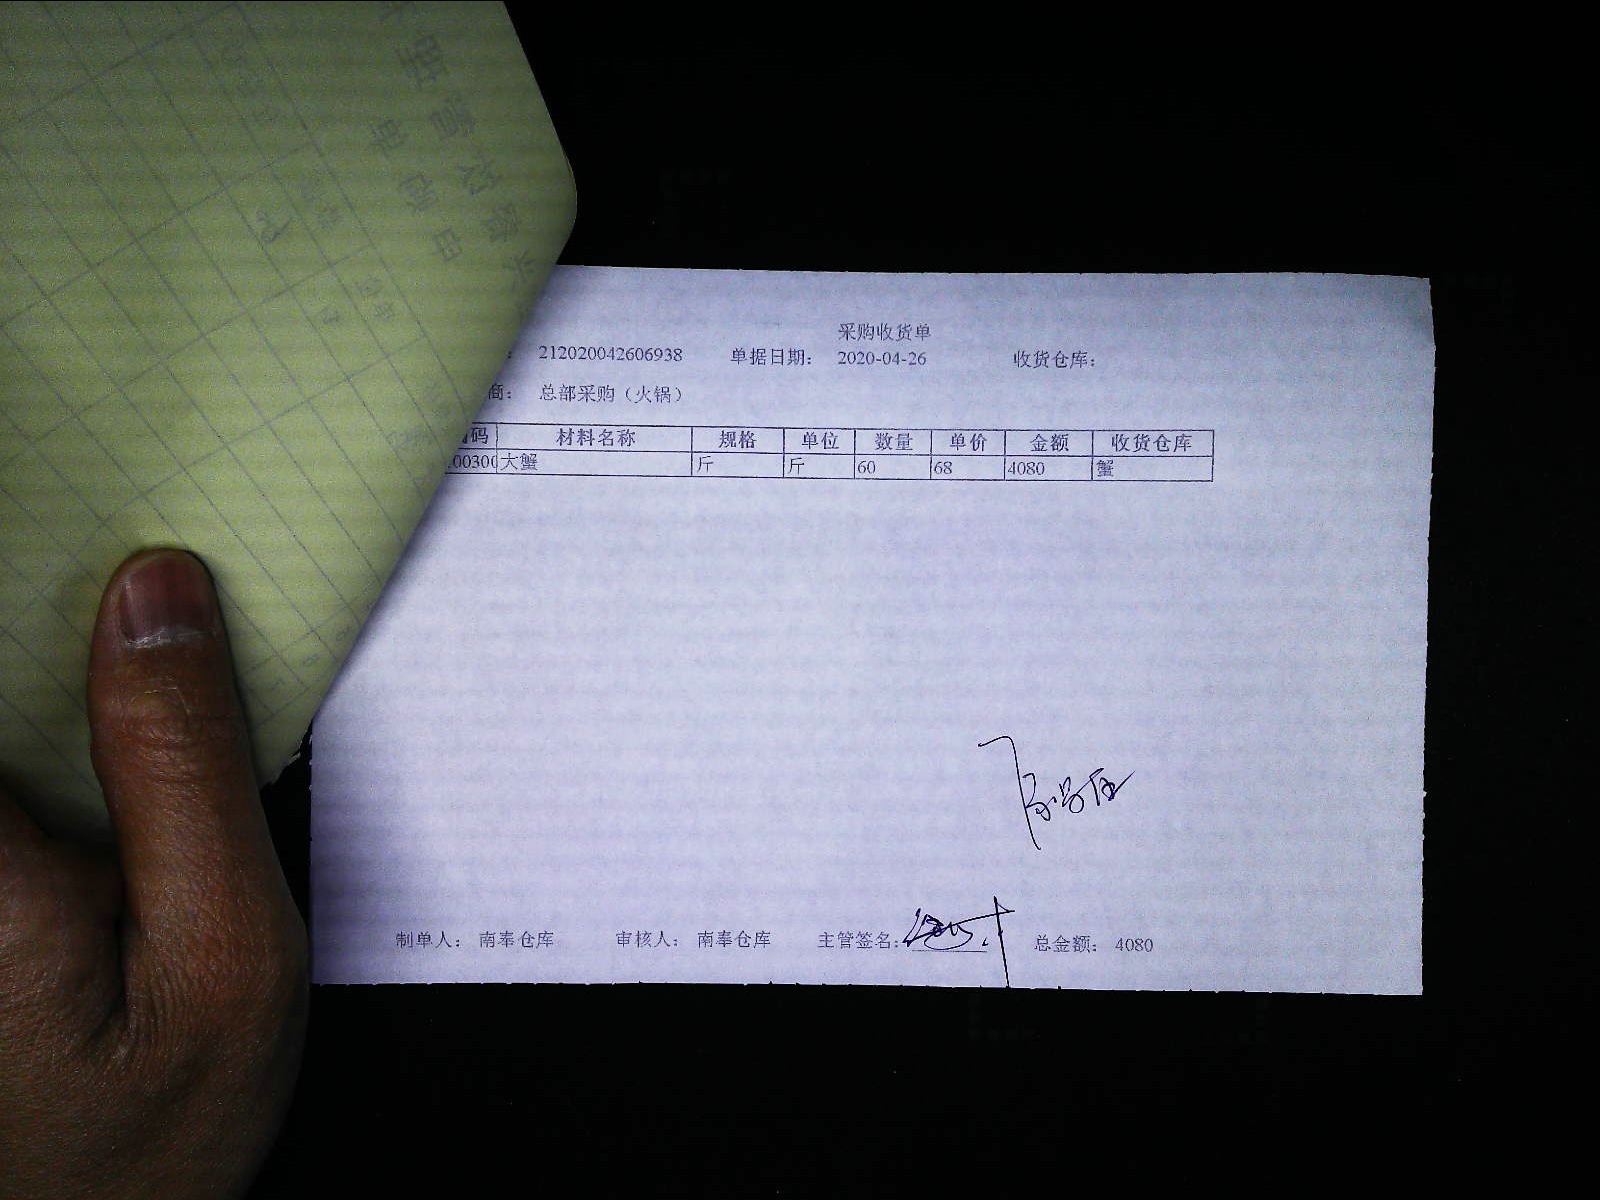 采购收货单
： 212020042606938 单据日期： 2020-04-26 收货仓库：
商： 总部采购（火锅）
码 材料名称 规格 单位 数量 单价 金额 收货仓库
00300 大蟹 斤 斤 60 68 4080 蟹
制单人： 南奉仓库 审核人： 南奉仓库 主管签名： 总金额： 4080